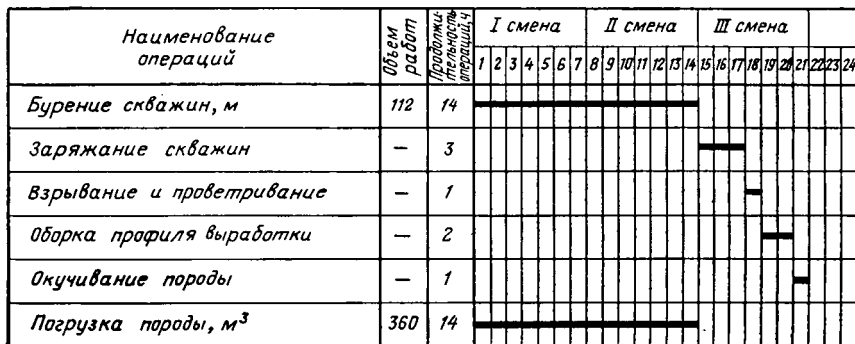 Наименование операций
Объем работ
Продолжи-тельность операций, ч
I смена
II смена
III смена
1 2 3 4 5 6 7 8 9 10 11 12 13 14 15 16 17 18 19 20 21 22 23 24
Бурение скважин, м 112 14
Заряжание скважин — 3
Взрывание и проветривание — 1
Оборка профиля выработки — 2
Окучивание породы — 1
Погрузка породы, м³ 360 14